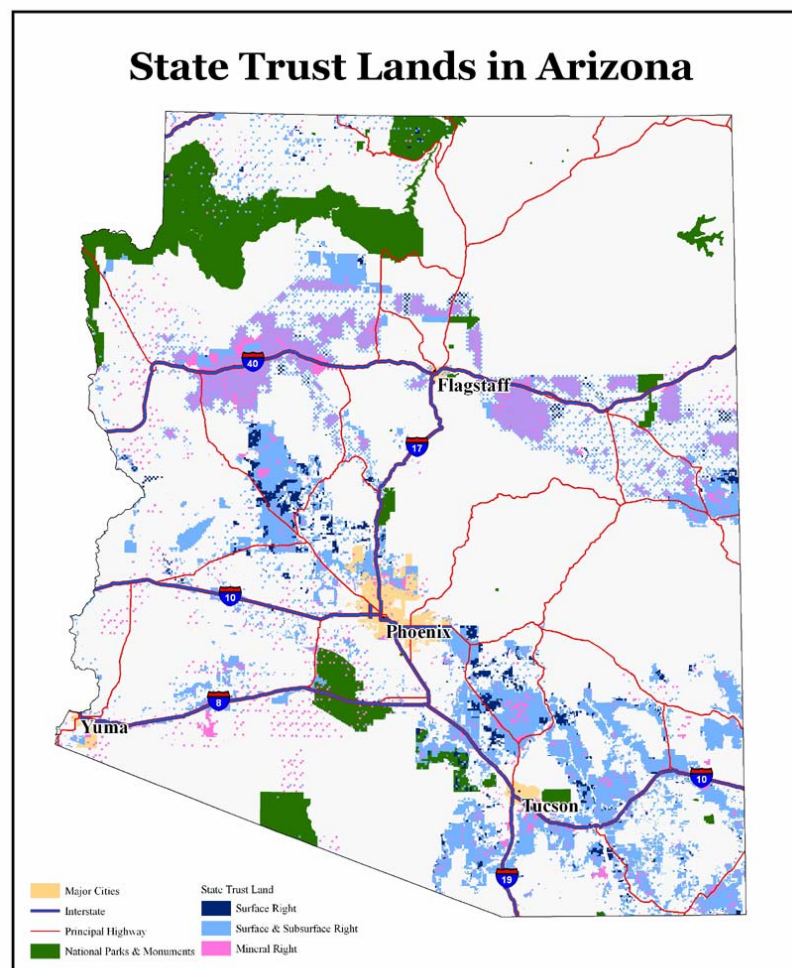 State Trust Lands in Arizona
40
Flagstaff
17
10
Phoenix
8
Yuma
10
Tucson
19
Major Cities
Interstate
Principal Highway
National Parks & Monuments
State Trust Land
Surface Right
Surface & Subsurface Right
Mineral Right